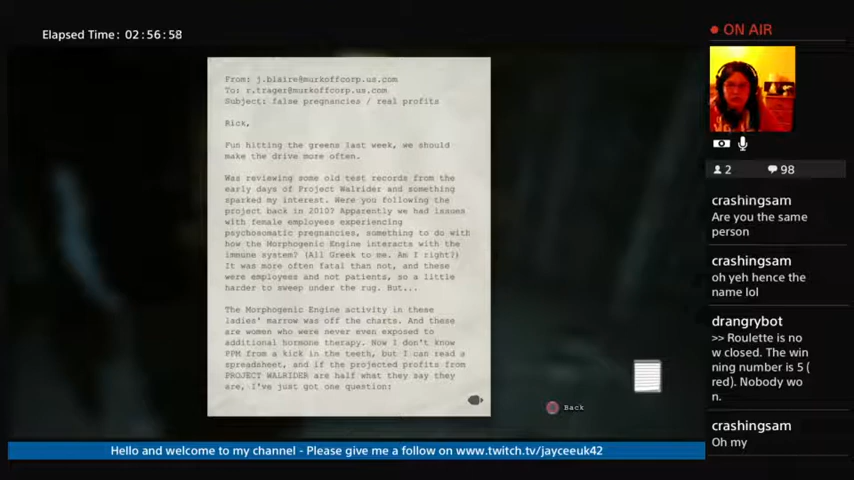 Elapsed Time: 02:56:58
ON AIR
From: j.blaire@murkoffcorp.us.com
To: r.trager@murkoffcorp.us.com
Subject: false pregnancies / real profits
Rick,
Fun hitting the greens last week, we should
make the drive more often.
Was reviewing some old test records from the
early days of Project Walrider and something
sparked my interest. Were you following the
project back in 2010? Apparently we had issues
with female employees experiencing
psychosomatic pregnancies, something to do with
how the Morphogenic Engine interacts with the
immune system? (All Greek to me. Am I right?)
It was more often fatal than not, and these
were employees and not patients, so a little
harder to sweep under the rug. But...
The Morphogenic Engine activity in these
ladies' marrow was off the charts. And these
are women who were never even exposed to
additional hormone therapy. Now I don't know
PPM from a kick in the teeth, but I can read a
spreadsheet, and if the projected profits from
PROJECT WALRIDER are half what they say they
are, I've just got one question:
Back
2
98
crashingsam
Are you the same
person
crashingsam
oh yeh hence the
name lol
drangrybot
>> Roulette is no
w closed. The win
ning number is 5 (
red). Nobody wo
n.
crashingsam
Oh my
Hello and welcome to my channel - Please give me a follow on www.twitch.tv/jayceeuk42